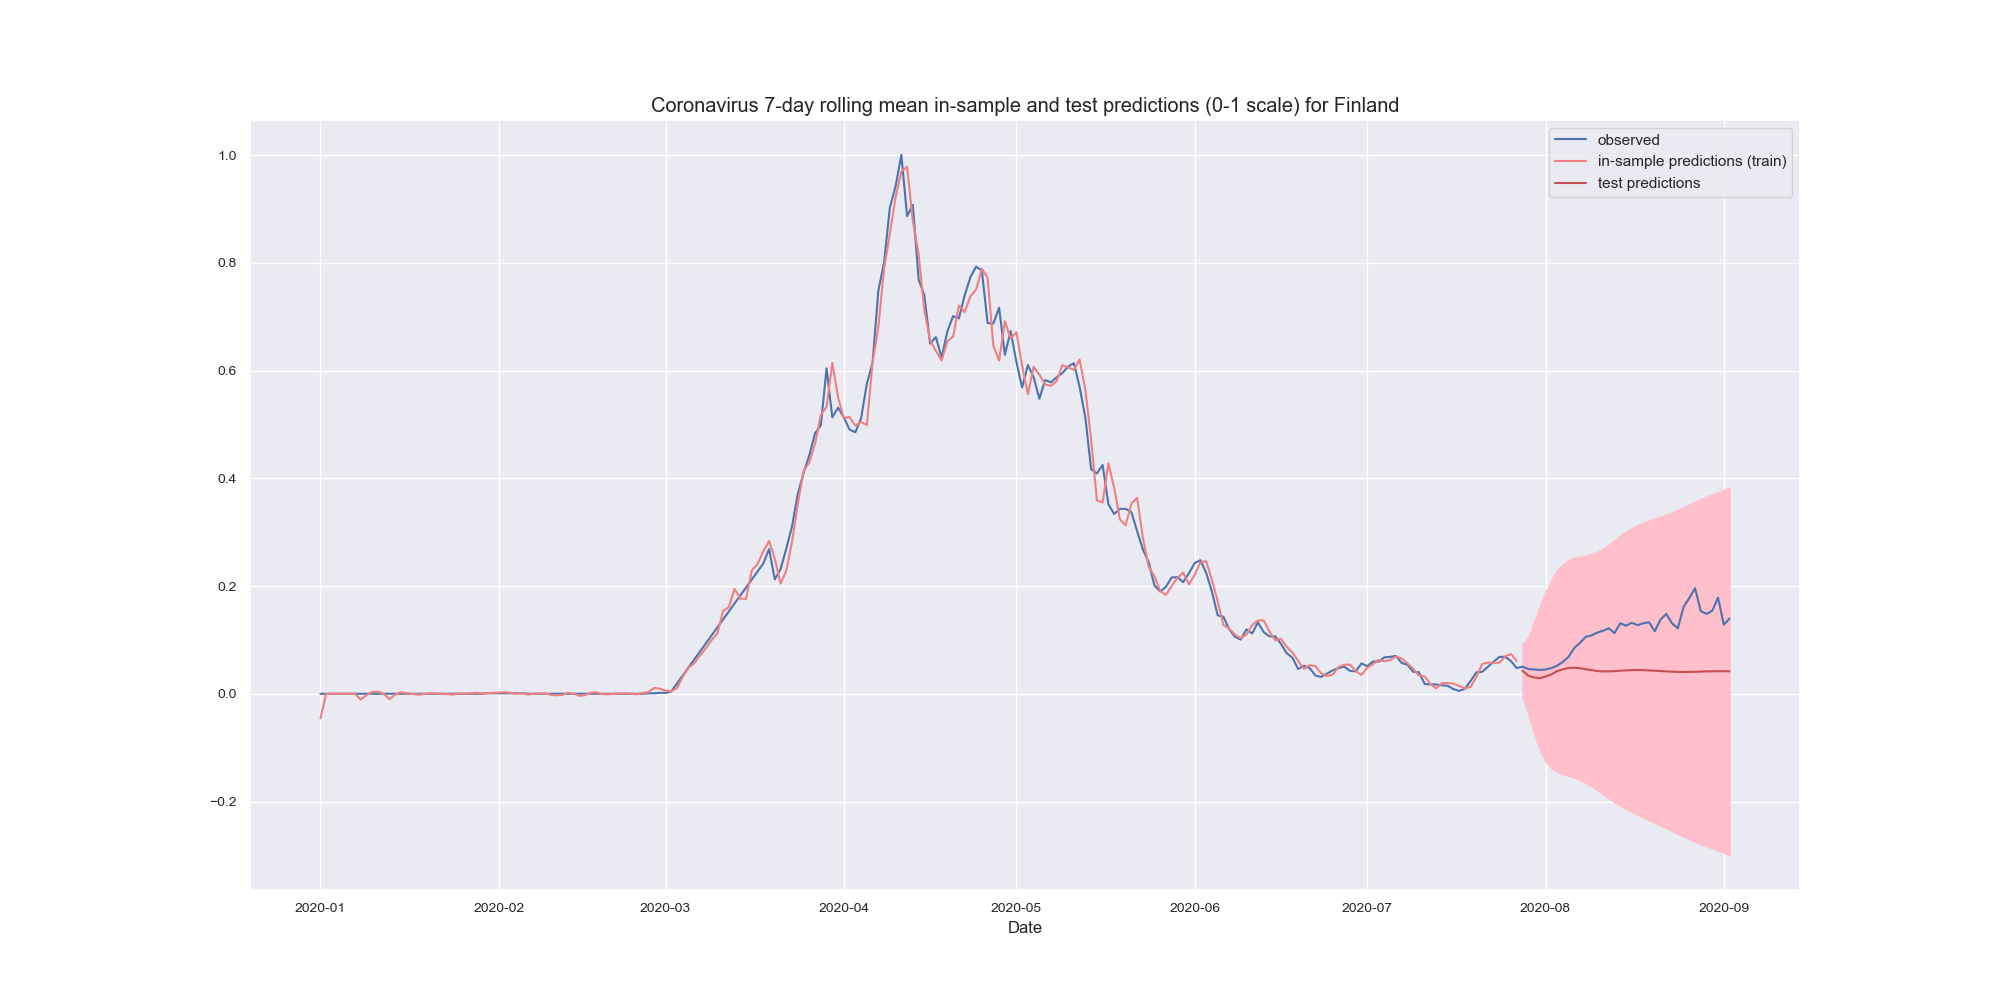 Coronavirus 7-day rolling mean in-sample and test predictions (0-1 scale) for Finland
observed
in-sample predictions (train)
test predictions
1.0
0.8
0.6
0.4
0.2
0.0
−0.2
2020-01 2020-02 2020-03 2020-04 2020-05 2020-06 2020-07 2020-08 2020-09
Date